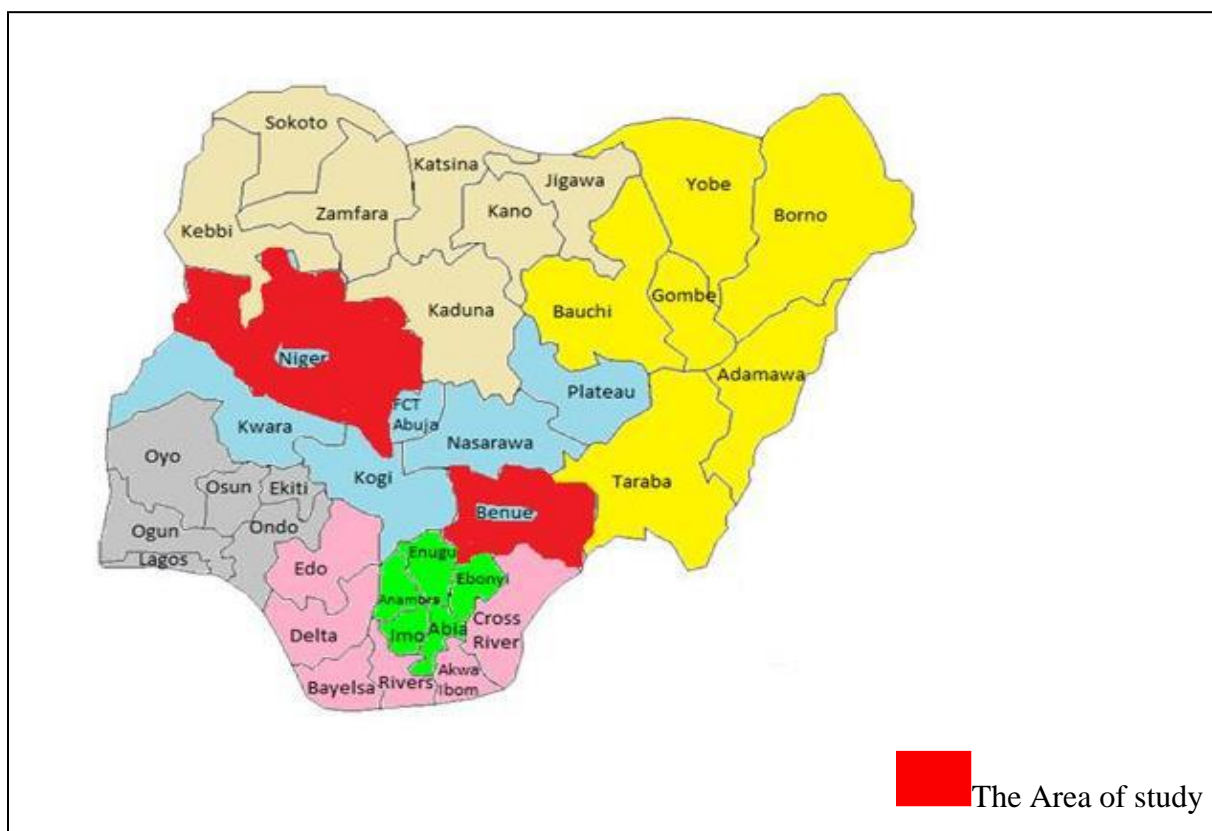 Sokoto
Katsina
Jigawa
Yobe
Borno
Kano
Zamfara
Kebbi
Kaduna
Bauchi
Gombe
Niger
Adamawa
Plateau
FCT
Abuja
Kwara
Nasarawa
Taraba
Oyo
Kogi
Osun
Ekiti
Benue
Ogun
Ondo
Lagos
Enugu
Edo
Ebonyi
Anambra
Cross
River
Delta
Imo
Abia
Akwa
Ibom
Bayelsa
Rivers
The Area of study